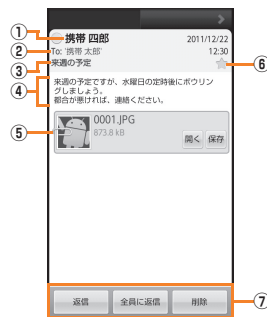 ①
携帯 四郎
2011/12/22
②
To: '携帯 太郎'
12:30
③
来週の予定
⑥
④
来週の予定ですが、水曜日の定時後にボウリン
グしましょう。
都合が悪ければ、連絡ください。
⑤
0001.JPG
873.8 kB
開く
保存
返信
全員に返信
削除
⑦